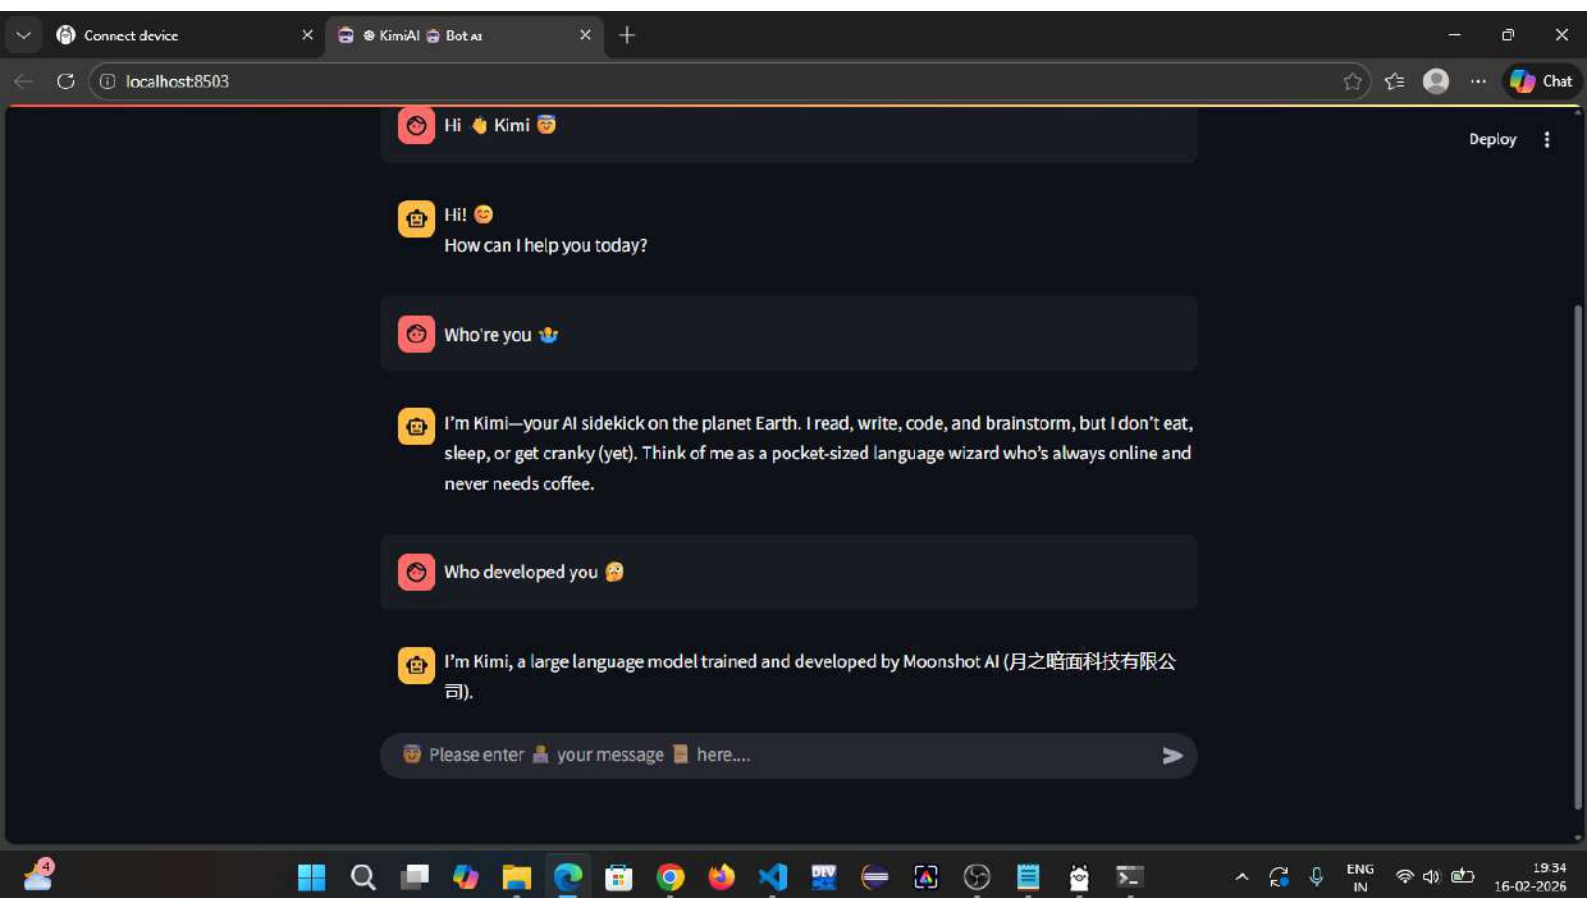 Connect device
KimiAI Bot AI
localhost:8503
Chat
Deploy
Hi 👋 Kimi 😇
Hi! 😊
How can I help you today?
Who're you 🤷
I'm Kimi—your AI sidekick on the planet Earth. I read, write, code, and brainstorm, but I don't eat,
sleep, or get cranky (yet). Think of me as a pocket-sized language wizard who's always online and
never needs coffee.
Who developed you 🤔
I'm Kimi, a large language model trained and developed by Moonshot AI (月之暗面科技有限公
司).
Please enter your message here....
4
DEV
ENG
IN
19:34
16-02-2026